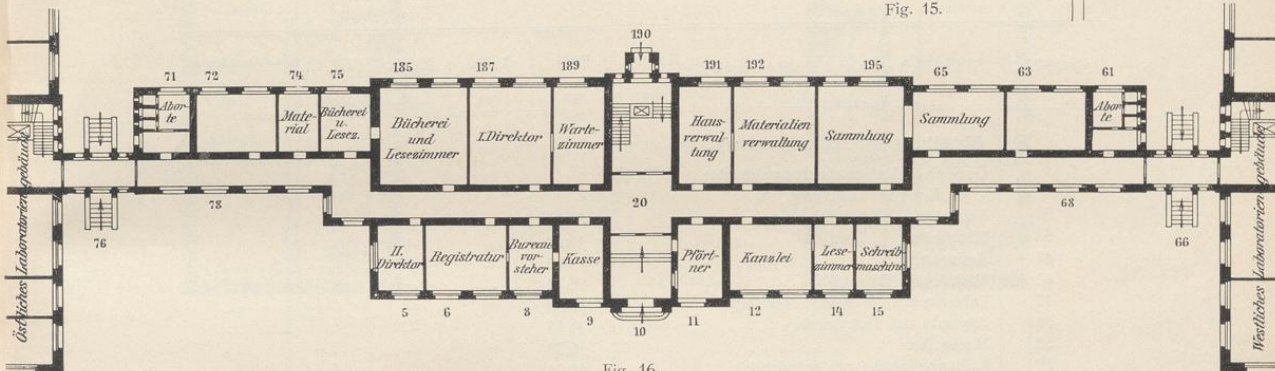 Fig. 15.
190
71 72 74 75 185 187 189 191 192 195 65 63 61
Abor-
te
Mate-
rial
Bücherei
u.
Lesez.
Bücherei
und
Lesezimmer
I. Direktor
Warte-
zimmer
Haus-
verwal-
tung
Materialien
verwaltung
Sammlung
Sammlung
Abor-
te
78
20
68
76
66
II.
Direktor
Registratur
Bureau-
vor-
steher
Kasse
Pfört-
ner
Kanzlei
Lese-
zimmer
Schreib-
maschine
5 6 8 9 10 11 12 14 15
Östliches Laboratoriengebäude
Westliches Laboratoriengebäude
Fig. 16